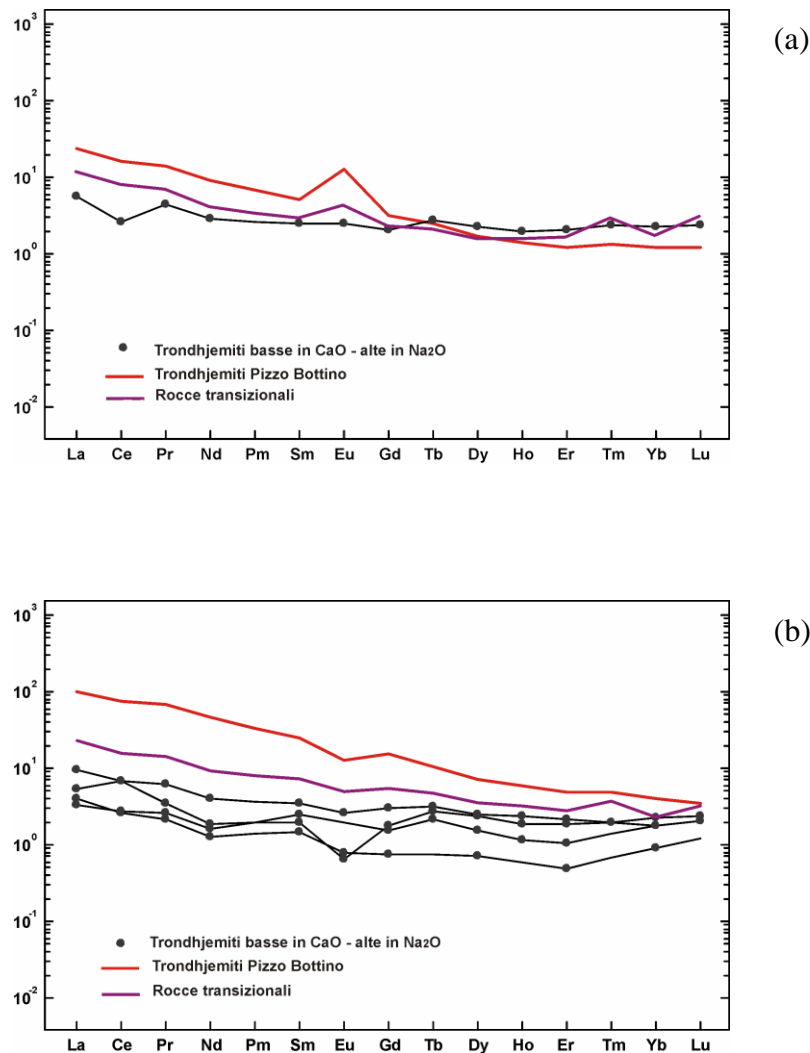 (a)
10³
10²
10¹
10⁰
10⁻¹
10⁻²
Trondhjemiti basse in CaO - alte in Na₂O
Trondhjemiti Pizzo Bottino
Rocce transizionali
La Ce Pr Nd Pm Sm Eu Gd Tb Dy Ho Er Tm Yb Lu
(b)
10³
10²
10¹
10⁰
10⁻¹
10⁻²
Trondhjemiti basse in CaO - alte in Na₂O
Trondhjemiti Pizzo Bottino
Rocce transizionali
La Ce Pr Nd Pm Sm Eu Gd Tb Dy Ho Er Tm Yb Lu